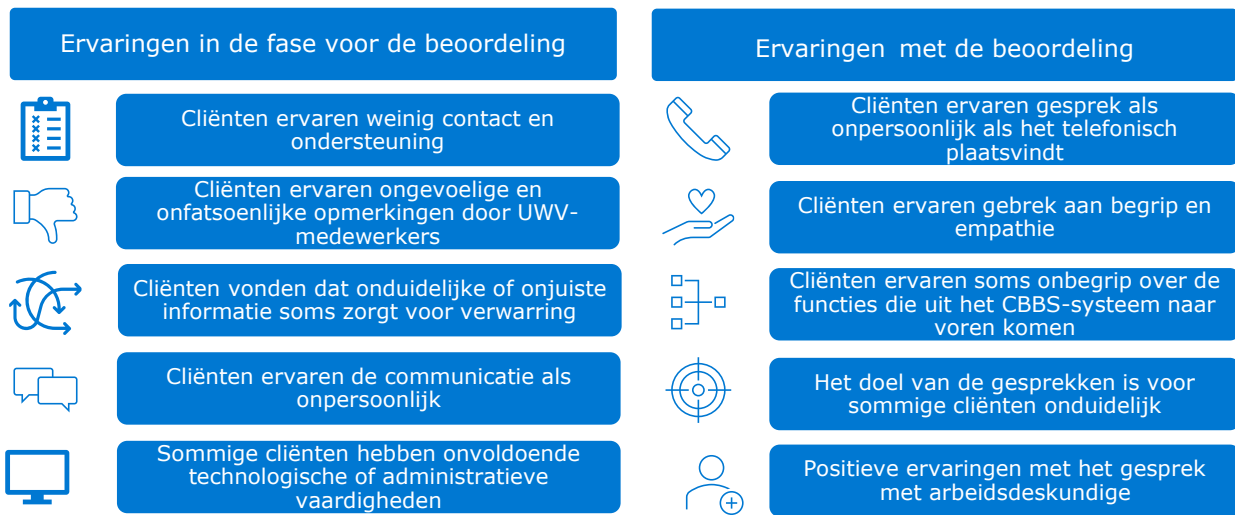 Ervaringen in de fase voor de beoordeling
Cliënten ervaren weinig contact en
ondersteuning
Cliënten ervaren ongevoelige en
onfatsoenlijke opmerkingen door UWV-
medewerkers
Cliënten vonden dat onduidelijke of onjuiste
informatie soms zorgt voor verwarring
Cliënten ervaren de communicatie als
onpersoonlijk
Sommige cliënten hebben onvoldoende
technologische of administratieve
vaardigheden
Ervaringen met de beoordeling
Cliënten ervaren gesprek als
onpersoonlijk als het telefonisch
plaatsvindt
Cliënten ervaren gebrek aan begrip en
empathie
Cliënten ervaren soms onbegrip over de
functies die uit het CBBS-systeem naar
voren komen
Het doel van de gesprekken is voor
sommige cliënten onduidelijk
Positieve ervaringen met het gesprek
met arbeidsdeskundige